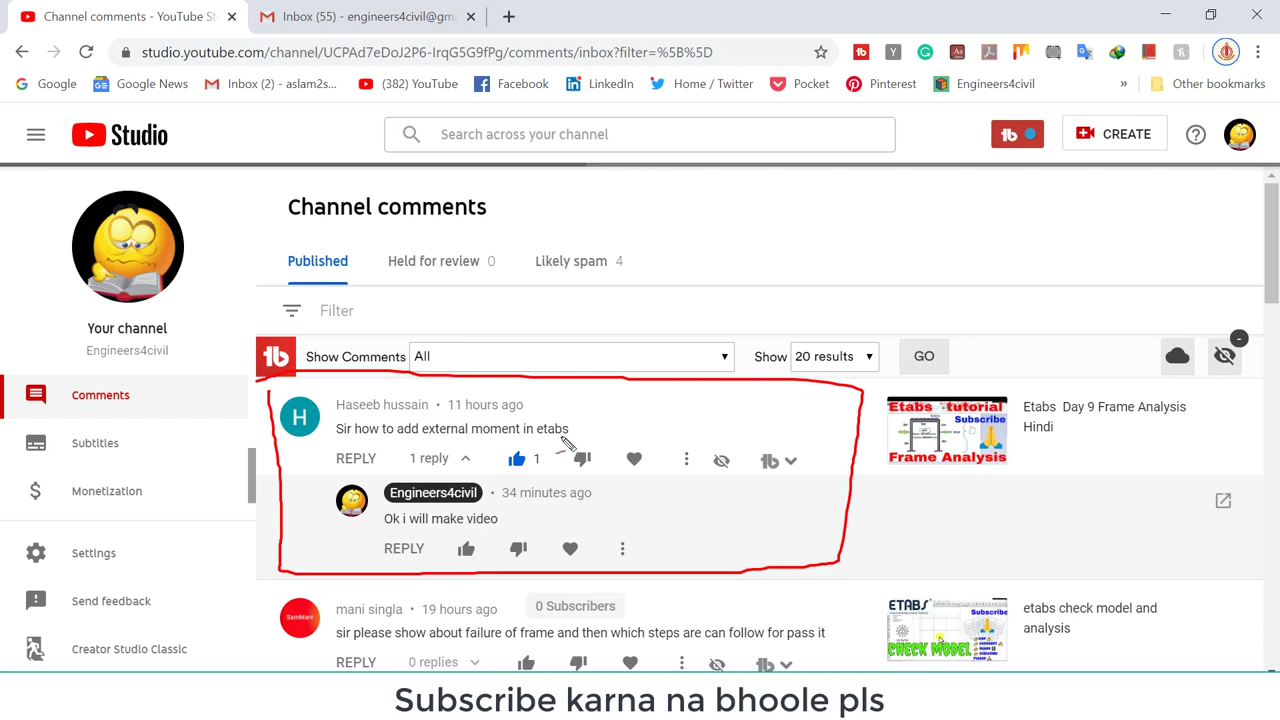 Channel comments - YouTube St
Inbox (55) - engineers4civil@gma
studio.youtube.com/channel/UCPAd7eDoJ2P6-IrqG5G9fPg/comments/inbox?filter=%5B%5D
Google
Google News
Inbox (2) - aslam2s...
(382) YouTube
Facebook
LinkedIn
Home / Twitter
Pocket
Pinterest
Engineers4civil
»
Other bookmarks
Studio
Search across your channel
CREATE
Channel comments
Published
Held for review 0
Likely spam 4
Filter
Your channel
Engineers4civil
Comments
Subtitles
Monetization
Settings
Send feedback
Creator Studio Classic
Show Comments All
Show 20 results
GO
H
Haseeb hussain • 11 hours ago
Sir how to add external moment in etabs
REPLY 1 reply 1
Etabs tutorial
Subscribe
Frame Analysis
Etabs Day 9 Frame Analysis
Hindi
Engineers4civil • 34 minutes ago
Ok i will make video
REPLY
SamMani
mani singla • 19 hours ago 0 Subscribers
sir please show about failure of frame and then which steps are can follow for pass it
REPLY 0 replies
ETABS
Subscribe
CHECK MODEL
etabs check model and
analysis
Subscribe karna na bhoole pls